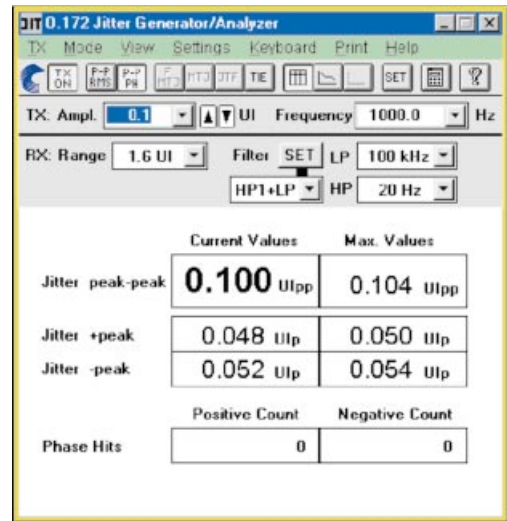 JIT 0.172 Jitter Generator/Analyzer
TX Mode View Settings Keyboard Print Help
TX ON P-P RMS P-P PH F MTJ MTJ JTF TIE SET ?
TX: Ampl. 0.1 UI Frequency 1000.0 Hz
RX: Range 1.6 UI Filter SET LP 100 kHz
HP1+LP HP 20 Hz
Current Values Max. Values
Jitter peak-peak 0.100 UIpp 0.104 UIpp
Jitter +peak 0.048 UIp 0.050 UIp
Jitter -peak 0.052 UIp 0.054 UIp
Positive Count Negative Count
Phase Hits 0 0